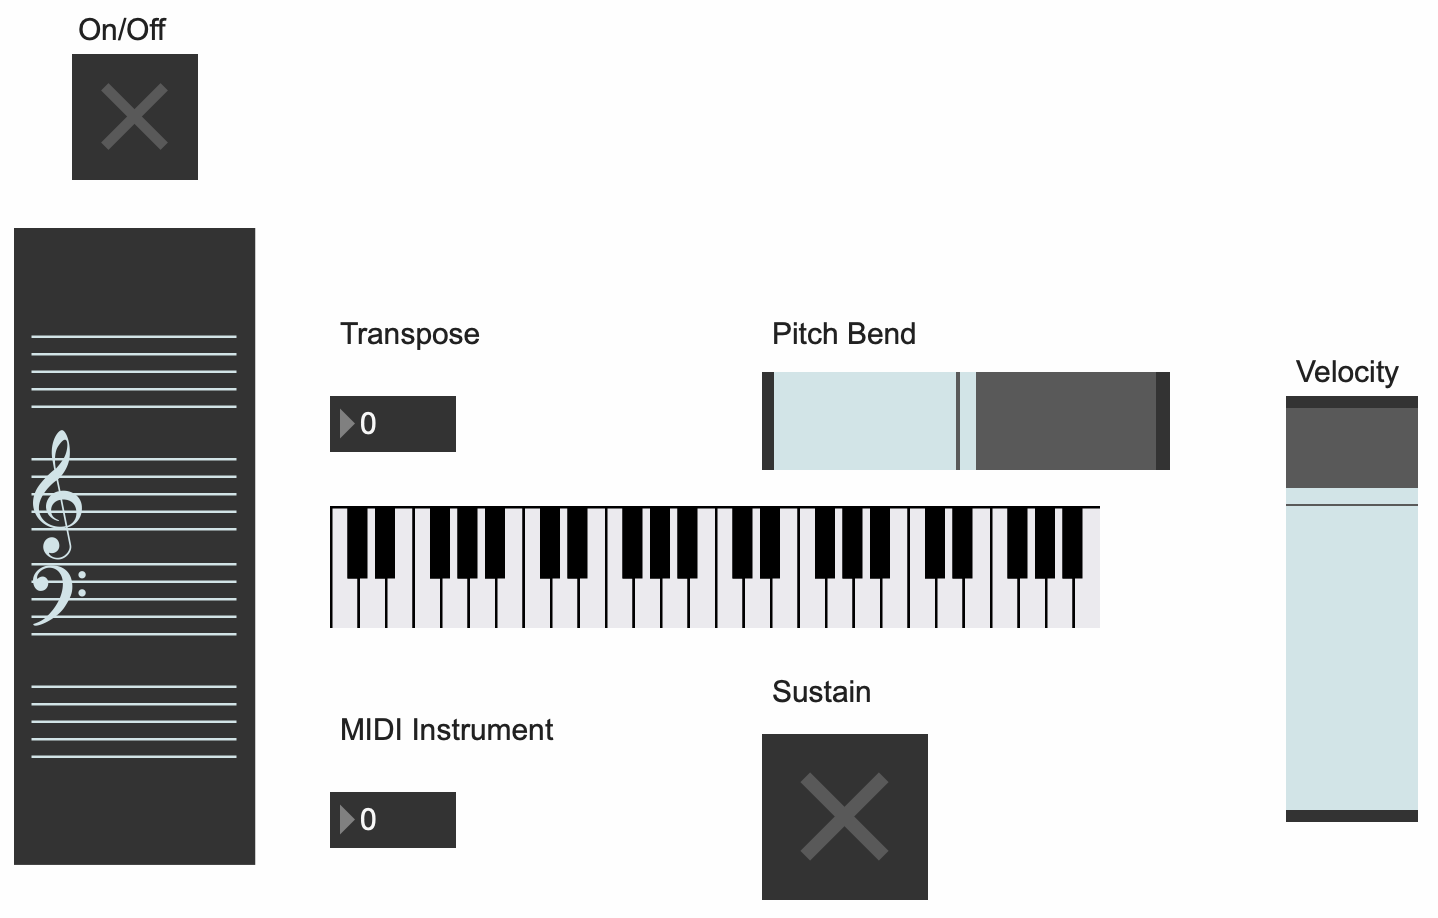 On/Off
Transpose
0
Pitch Bend
Velocity
MIDI Instrument
0
Sustain